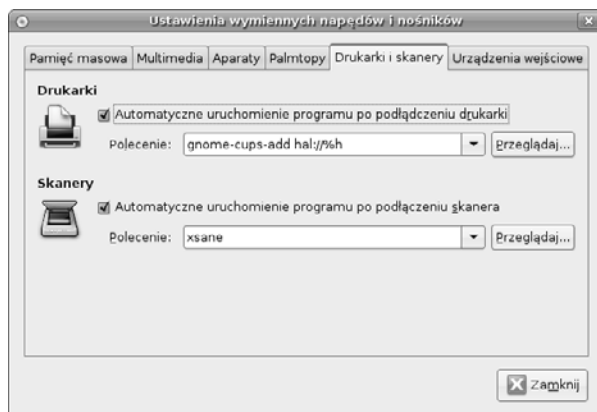 Ustawienia wymiennych napędów i nośników
Pamięć masowa Multimedia Aparaty Palmtopy Drukarki i skanery Urządzenia wejściowe
Drukarki
Automatyczne uruchomienie programu po podłądczeniu drukarki
Polecenie: gnome-cups-add hal://%h Przeglądaj...
Skanery
Automatyczne uruchomienie programu po podłączeniu skanera
Polecenie: xsane Przeglądaj...
Zamknij